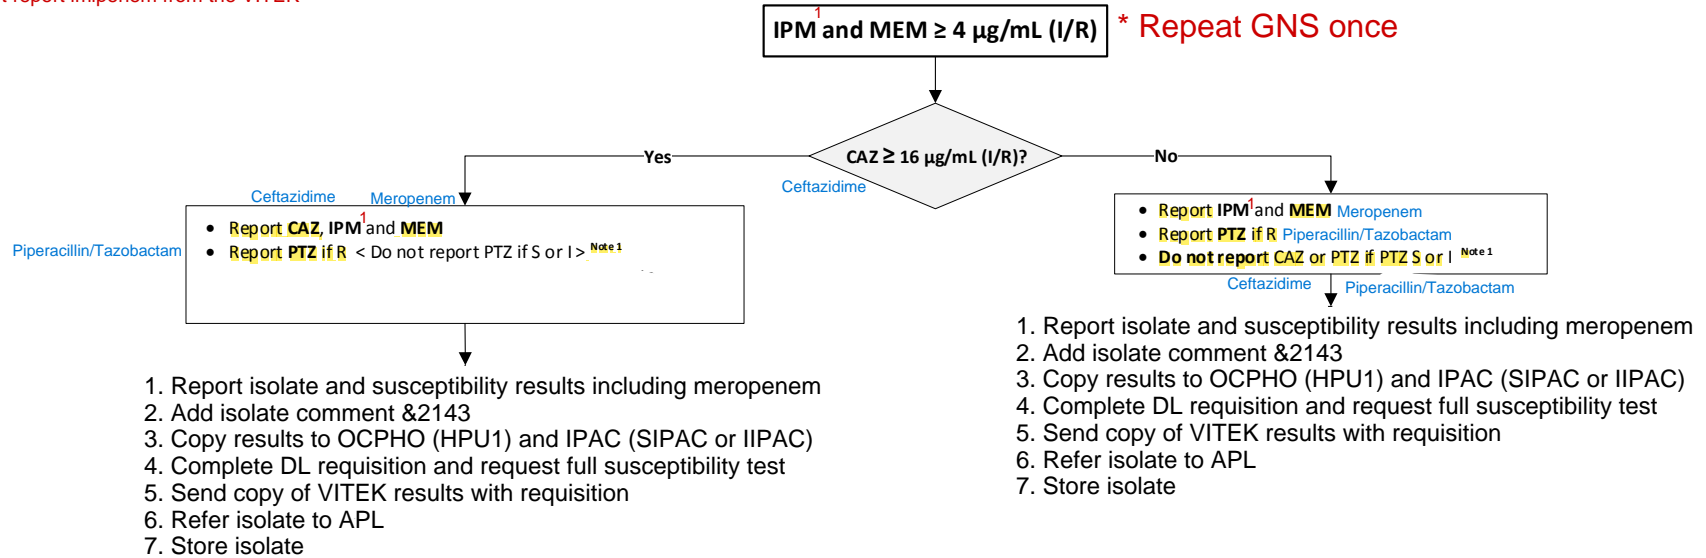 t report imipenem from the VITEK
IPM1 and MEM ≥ 4 µg/mL (I/R)
* Repeat GNS once
CAZ ≥ 16 µg/mL (I/R)?
Ceftazidime
Yes
No
Ceftazidime Meropenem
Piperacillin/Tazobactam
• Report CAZ, IPM1 and MEM
• Report PTZ if R < Do not report PTZ if S or I > Note 1
1. Report isolate and susceptibility results including meropenem
2. Add isolate comment &2143
3. Copy results to OCPHO (HPU1) and IPAC (SIPAC or IIPAC)
4. Complete DL requisition and request full susceptibility test
5. Send copy of VITEK results with requisition
6. Refer isolate to APL
7. Store isolate
• Report IPM1 and MEM Meropenem
• Report PTZ if R Piperacillin/Tazobactam
• Do not report CAZ or PTZ if PTZ S or I Note 1
Ceftazidime Piperacillin/Tazobactam
1. Report isolate and susceptibility results including meropenem
2. Add isolate comment &2143
3. Copy results to OCPHO (HPU1) and IPAC (SIPAC or IIPAC)
4. Complete DL requisition and request full susceptibility test
5. Send copy of VITEK results with requisition
6. Refer isolate to APL
7. Store isolate